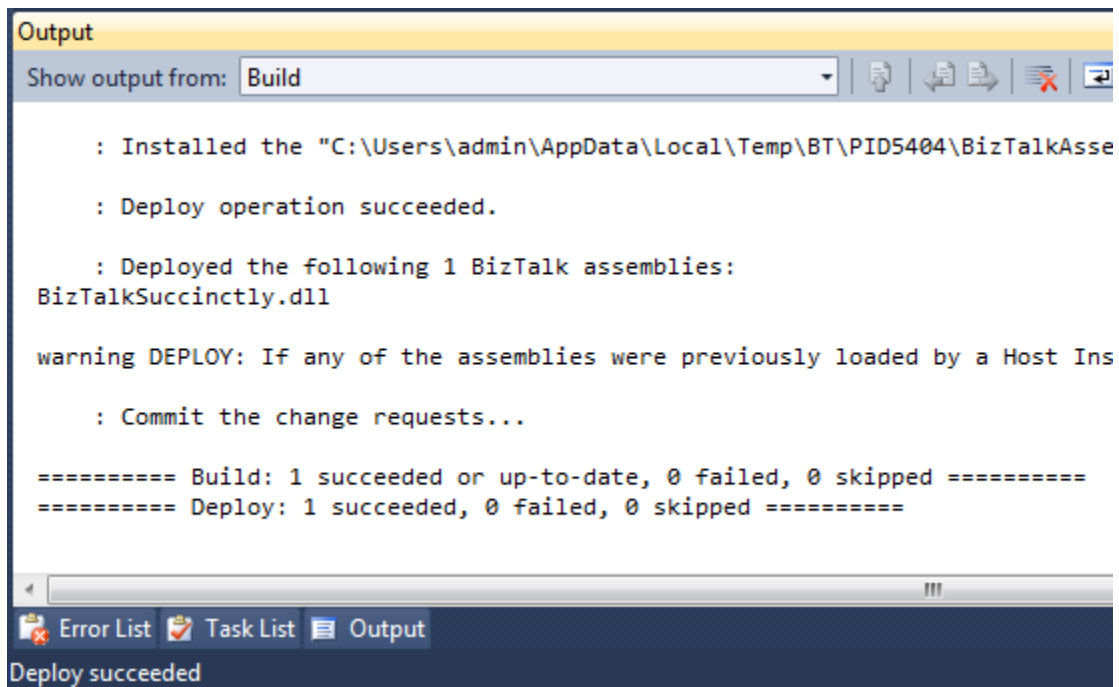 Output
Show output from: Build
: Installed the "C:\Users\admin\AppData\Local\Temp\BT\PID5404\BizTalkAsse
: Deploy operation succeeded.
: Deployed the following 1 BizTalk assemblies:
BizTalkSuccinctly.dll
warning DEPLOY: If any of the assemblies were previously loaded by a Host Ins
: Commit the change requests...
========== Build: 1 succeeded or up-to-date, 0 failed, 0 skipped ==========
========== Deploy: 1 succeeded, 0 failed, 0 skipped ==========
Error List Task List Output
Deploy succeeded